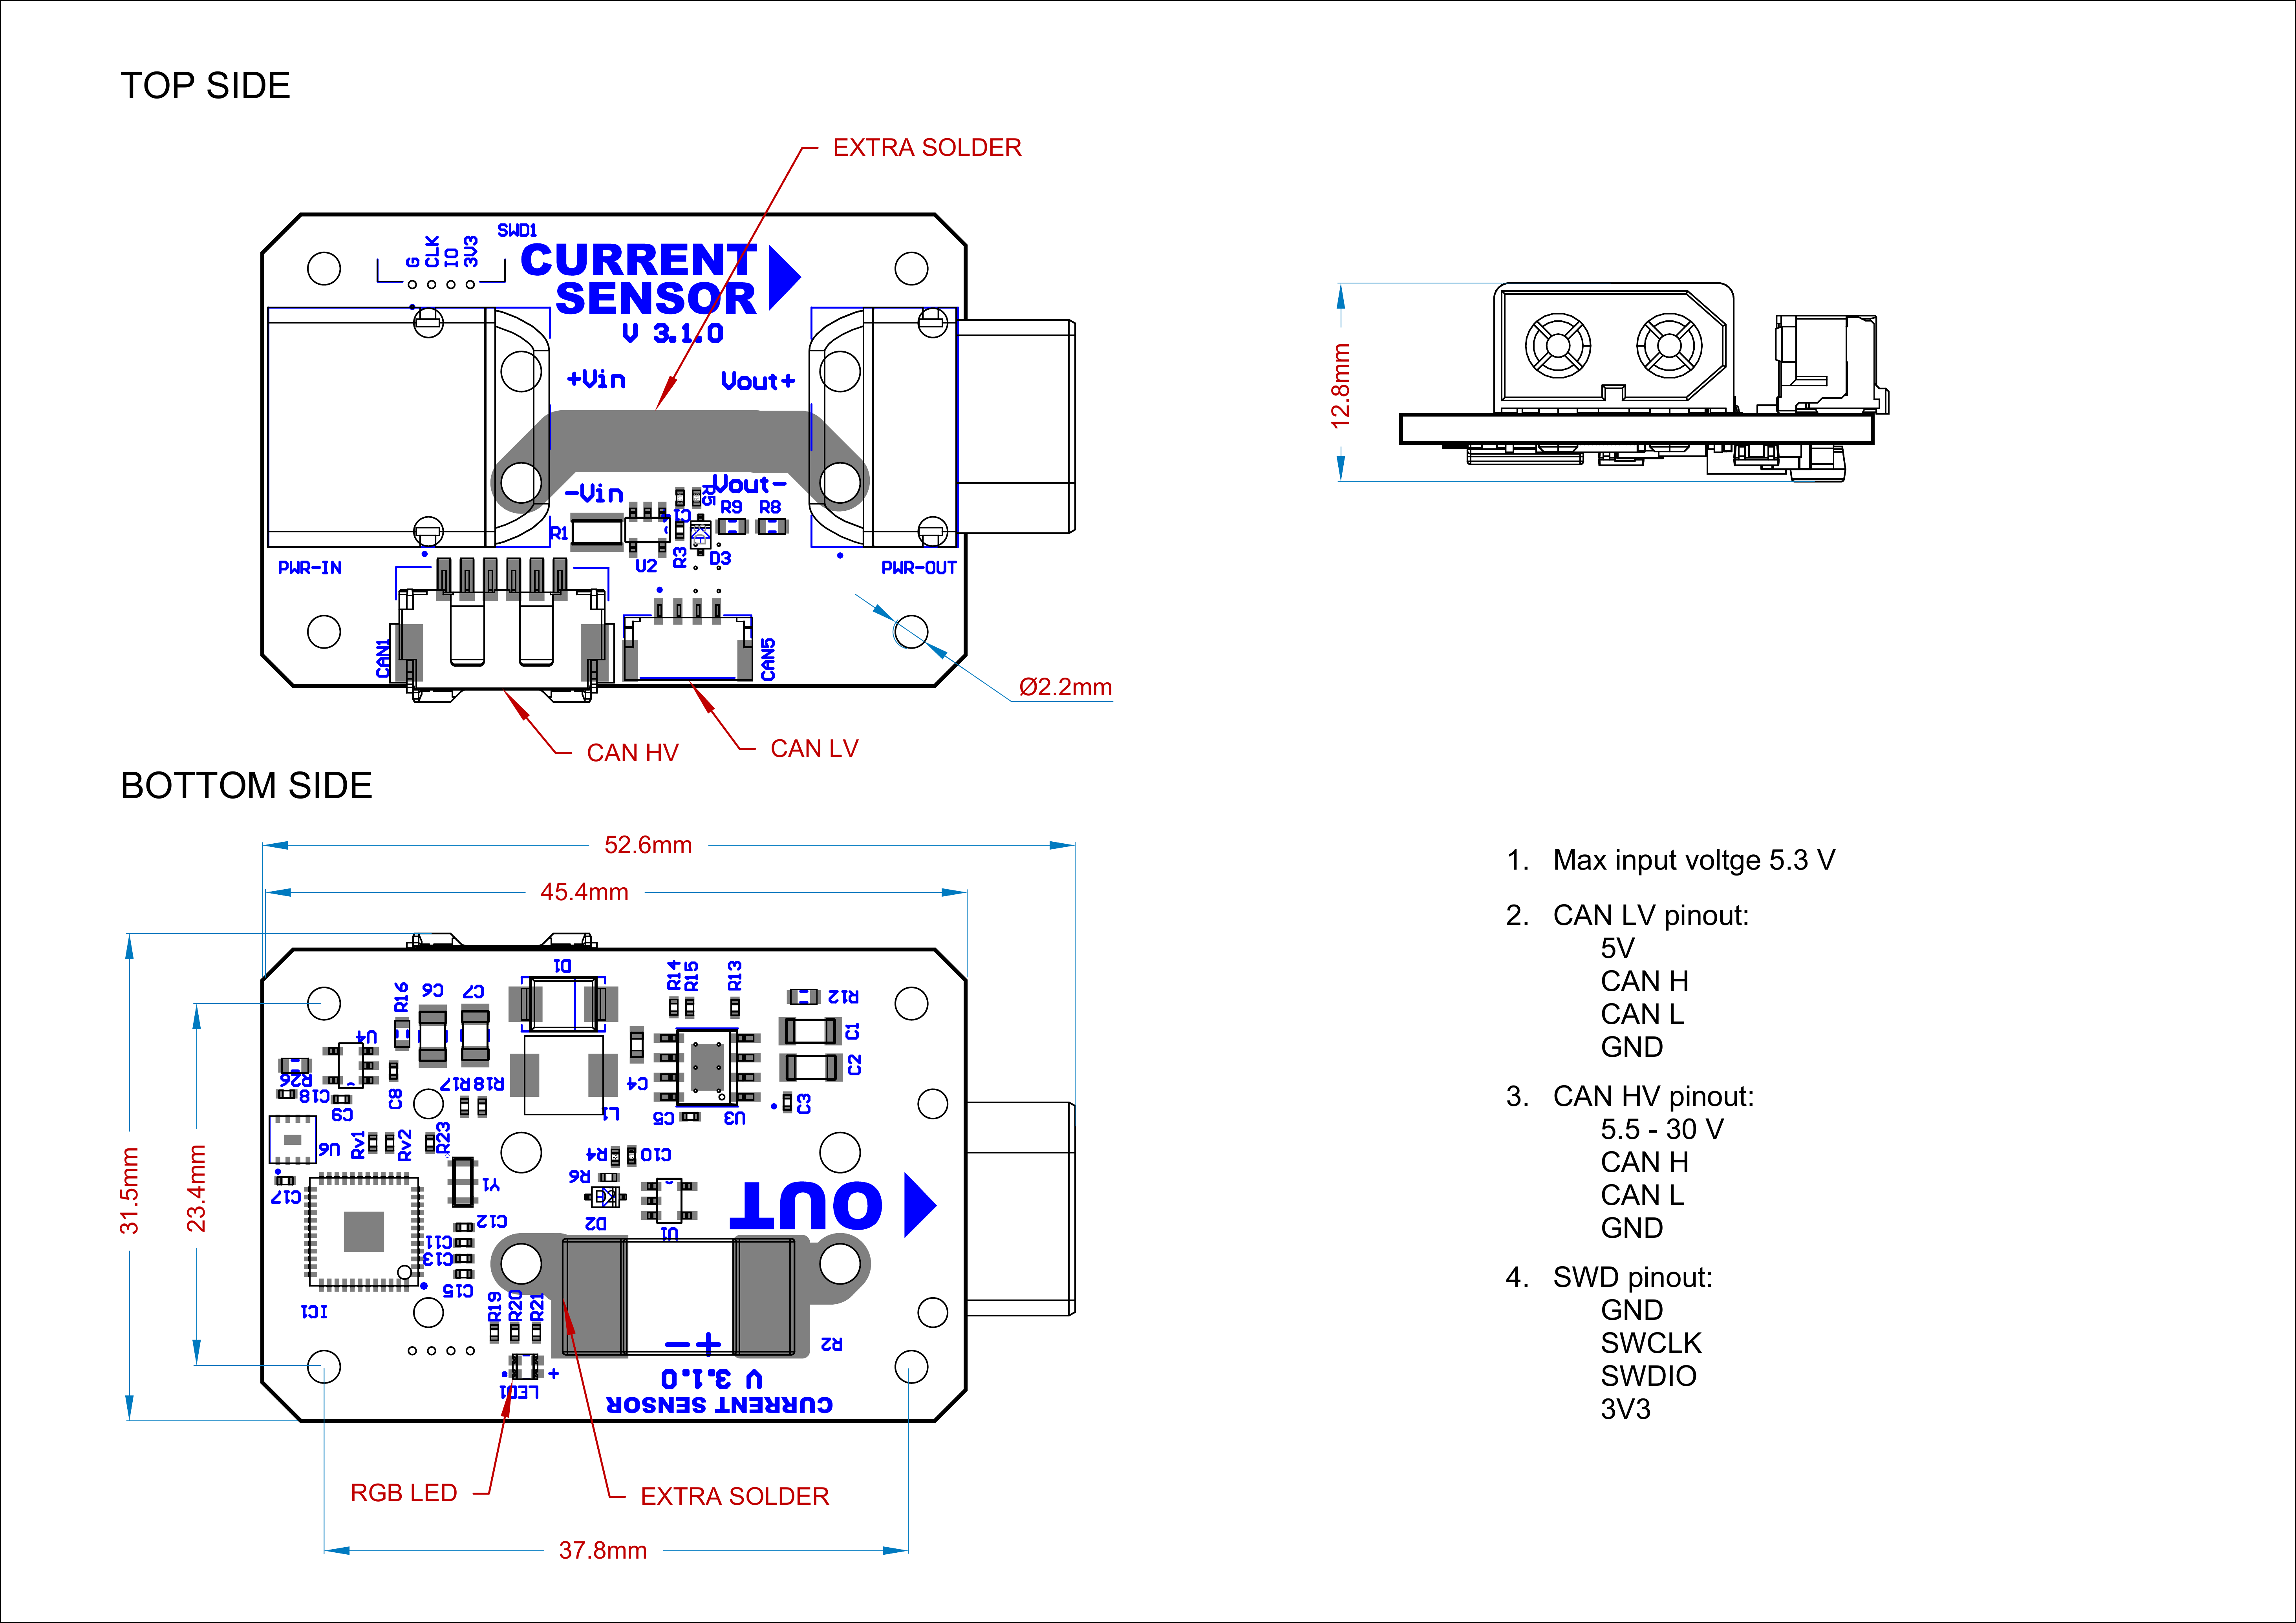 TOP SIDE
EXTRA SOLDER
SWD1
G
CLK
IO
3V3
CURRENT
SENSOR
V 3.1.0
+Vin
Vout+
-Vin
Vout-
R5
C1
R9
R8
R1
U2
R3
D3
PWR-IN
PWR-OUT
CAN1
CAN5
Ø2.2mm
CAN HV
CAN LV
12.8mm
BOTTOM SIDE
52.6mm
45.4mm
31.5mm
23.4mm
D1
R14
R15
R13
R12
R16
C6
C7
U4
C1
C2
R26
C18
C9
C8
R17
R18
L1
C4
C5
U3
C3
U6
Rv1
Rv2
R23
R4
C10
R6
C17
Y1
D2
D2
U1
OUT
C12
C11
C13
C15
IC1
R19
R20
R21
- +
R2
LED1
+
V 3.1.0
CURRENT SENSOR
RGB LED
EXTRA SOLDER
37.8mm
1. Max input voltge 5.3 V
2. CAN LV pinout:
5V
CAN H
CAN L
GND
3. CAN HV pinout:
5.5 - 30 V
CAN H
CAN L
GND
4. SWD pinout:
GND
SWCLK
SWDIO
3V3